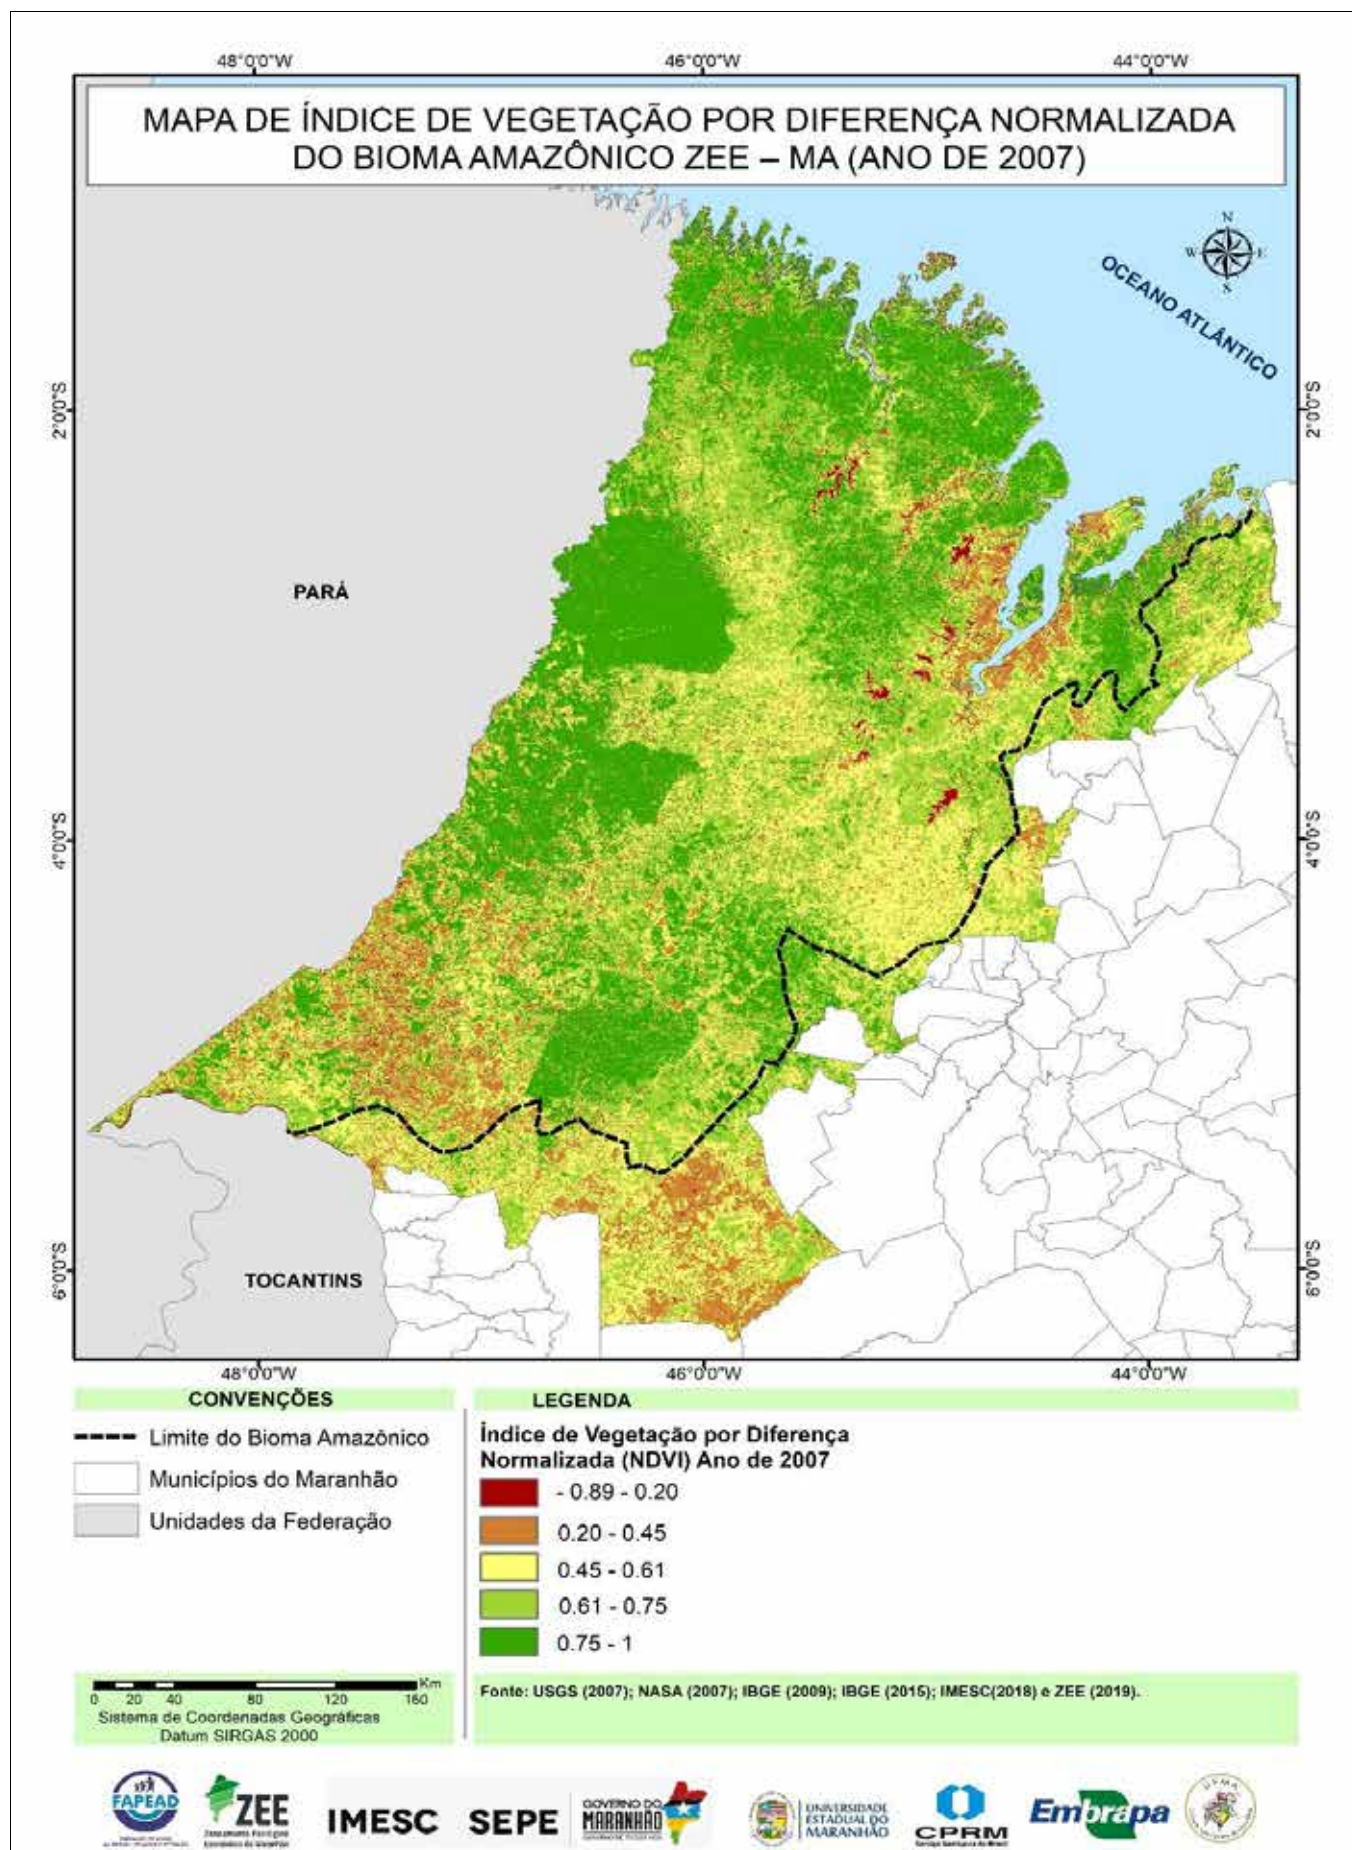 48°0'0"W 46°0'0"W 44°0'0"W
MAPA DE ÍNDICE DE VEGETAÇÃO POR DIFERENÇA NORMALIZADA
DO BIOMA AMAZÔNICO ZEE – MA (ANO DE 2007)
N
W E
S
OCEANO ATLÂNTICO
2°0'0"S 2°0'0"S
PARÁ
4°0'0"S 4°0'0"S
6°0'0"S 6°0'0"S
TOCANTINS
48°0'0"W 46°0'0"W 44°0'0"W
CONVENÇÕES
Limite do Bioma Amazônico
Municípios do Maranhão
Unidades da Federação
LEGENDA
Índice de Vegetação por Diferença
Normalizada (NDVI) Ano de 2007
- 0.89 - 0.20
0.20 - 0.45
0.45 - 0.61
0.61 - 0.75
0.75 - 1
Km
0 20 40 80 120 160
Sistema de Coordenadas Geográficas
Datum SIRGAS 2000
Fonte: USGS (2007); NASA (2007); IBGE (2009); IBGE (2015); IMESC(2018) e ZEE (2019).
FAPEAD
ZEE
IMESC
SEPE
GOVERNO DO
MARANHÃO
UNIVERSIDADE
ESTADUAL DO
MARANHÃO
CPRM
Embrapa
UFMA